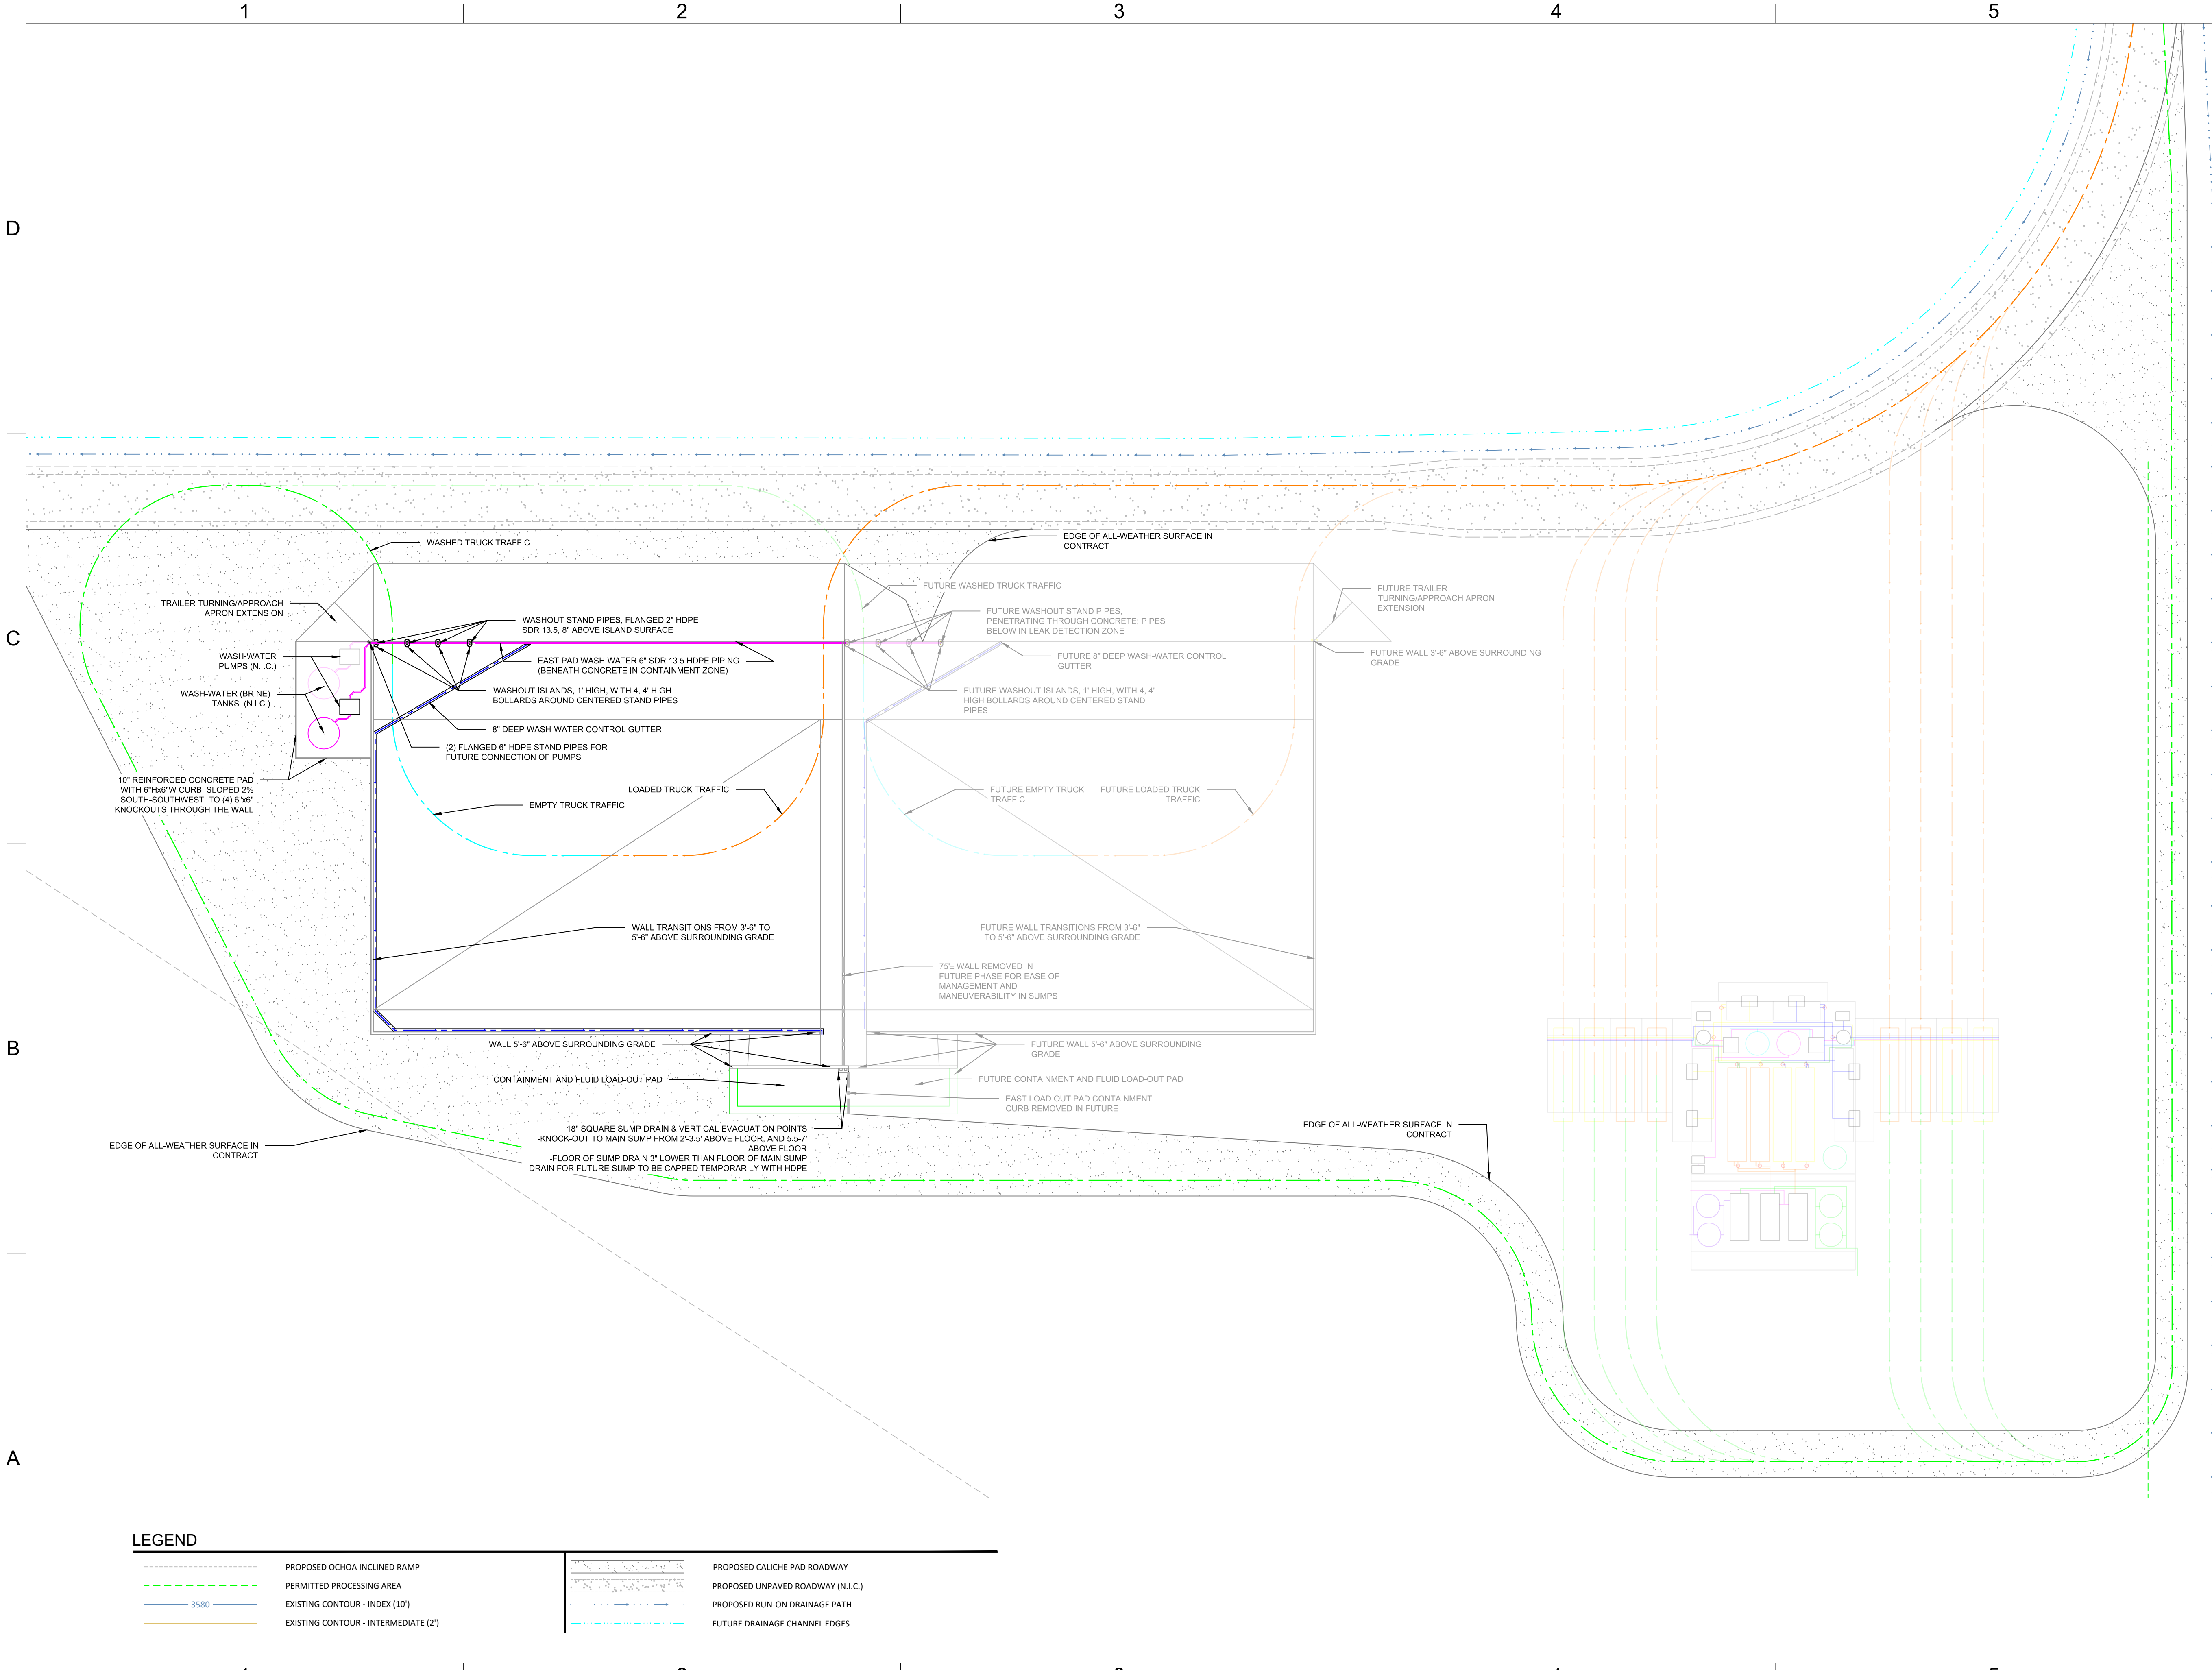 1
2
3
4
5
D
WASHED TRUCK TRAFFIC
EDGE OF ALL-WEATHER SURFACE IN
CONTRACT
FUTURE WASHED TRUCK TRAFFIC
FUTURE TRAILER
TURNING/APPROACH APRON
EXTENSION
TRAILER TURNING/APPROACH
APRON EXTENSION
C
WASHOUT STAND PIPES, FLANGED 2" HDPE
SDR 13.5, 8" ABOVE ISLAND SURFACE
FUTURE WASHOUT STAND PIPES,
PENETRATING THROUGH CONCRETE; PIPES
BELOW IN LEAK DETECTION ZONE
WASH-WATER
PUMPS (N.I.C.)
EAST PAD WASH WATER 6" SDR 13.5 HDPE PIPING
(BENEATH CONCRETE IN CONTAINMENT ZONE)
FUTURE 8" DEEP WASH-WATER CONTROL
GUTTER
FUTURE WALL 3'-6" ABOVE SURROUNDING
GRADE
WASH-WATER (BRINE)
TANKS (N.I.C.)
WASHOUT ISLANDS, 1' HIGH, WITH 4, 4' HIGH
BOLLARDS AROUND CENTERED STAND PIPES
FUTURE WASHOUT ISLANDS, 1' HIGH, WITH 4, 4'
HIGH BOLLARDS AROUND CENTERED STAND
PIPES
8" DEEP WASH-WATER CONTROL GUTTER
(2) FLANGED 6" HDPE STAND PIPES FOR
FUTURE CONNECTION OF PUMPS
10" REINFORCED CONCRETE PAD
WITH 6"Hx6"W CURB, SLOPED 2%
SOUTH-SOUTHWEST TO (4) 6"x6"
KNOCKOUTS THROUGH THE WALL
LOADED TRUCK TRAFFIC
EMPTY TRUCK TRAFFIC
FUTURE EMPTY TRUCK
TRAFFIC
FUTURE LOADED TRUCK
TRAFFIC
WALL TRANSITIONS FROM 3'-6" TO
5'-6" ABOVE SURROUNDING GRADE
FUTURE WALL TRANSITIONS FROM 3'-6"
TO 5'-6" ABOVE SURROUNDING GRADE
75'± WALL REMOVED IN
FUTURE PHASE FOR EASE OF
MANAGEMENT AND
MANEUVERABILITY IN SUMPS
B
WALL 5'-6" ABOVE SURROUNDING GRADE
FUTURE WALL 5'-6" ABOVE SURROUNDING
GRADE
CONTAINMENT AND FLUID LOAD-OUT PAD
FUTURE CONTAINMENT AND FLUID LOAD-OUT PAD
EAST LOAD OUT PAD CONTAINMENT
CURB REMOVED IN FUTURE
18" SQUARE SUMP DRAIN & VERTICAL EVACUATION POINTS
-KNOCK-OUT TO MAIN SUMP FROM 2'-3.5' ABOVE FLOOR, AND 5.5-7'
ABOVE FLOOR
-FLOOR OF SUMP DRAIN 3" LOWER THAN FLOOR OF MAIN SUMP
-DRAIN FOR FUTURE SUMP TO BE CAPPED TEMPORARILY WITH HDPE
EDGE OF ALL-WEATHER SURFACE IN
CONTRACT
EDGE OF ALL-WEATHER SURFACE IN
CONTRACT
A
LEGEND
PROPOSED OCHOA INCLINED RAMP
PERMITTED PROCESSING AREA
3580
EXISTING CONTOUR - INDEX (10')
EXISTING CONTOUR - INTERMEDIATE (2')
PROPOSED CALICHE PAD ROADWAY
PROPOSED UNPAVED ROADWAY (N.I.C.)
PROPOSED RUN-ON DRAINAGE PATH
FUTURE DRAINAGE CHANNEL EDGES